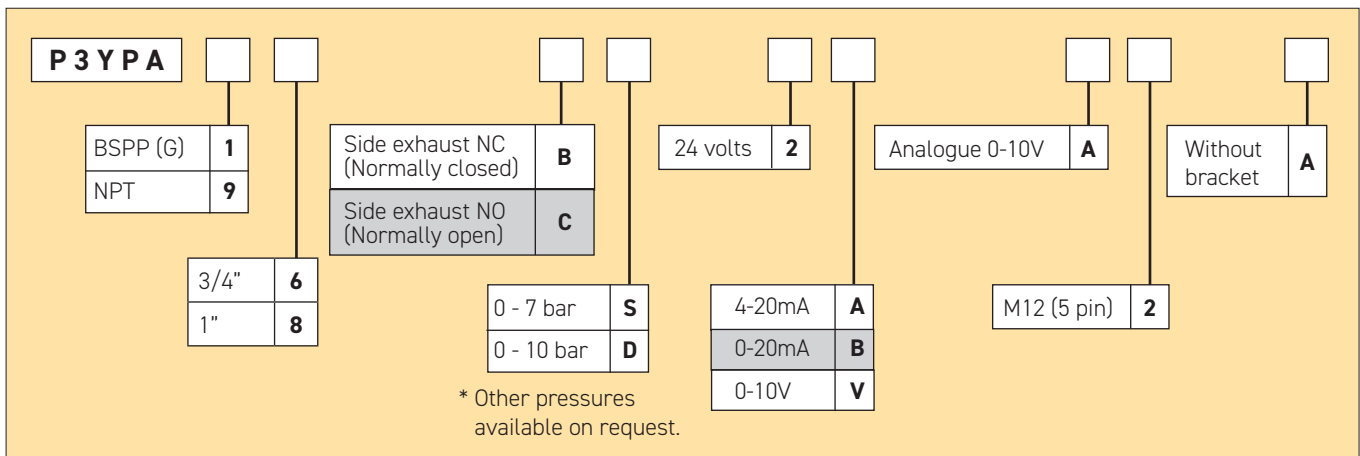 P3YPA
BSPP (G) 1
NPT 9
3/4" 6
1" 8
Side exhaust NC
(Normally closed) B
Side exhaust NO
(Normally open) C
0 - 7 bar S
0 - 10 bar D
* Other pressures
available on request.
24 volts 2
4-20mA A
0-20mA B
0-10V V
Analogue 0-10V A
M12 (5 pin) 2
Without
bracket A